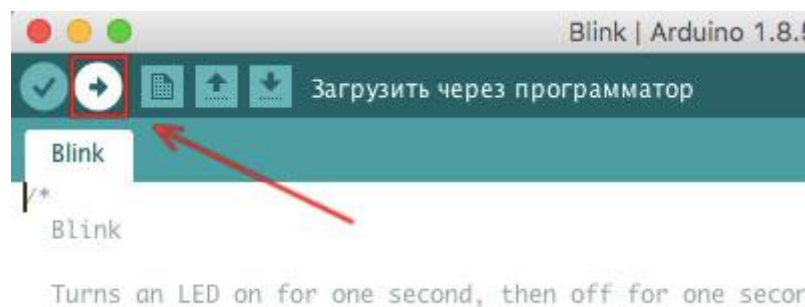 Blink | Arduino 1.8.5
Загрузить через программатор
Blink
/*
Blink
Turns an LED on for one second, then off for one secon